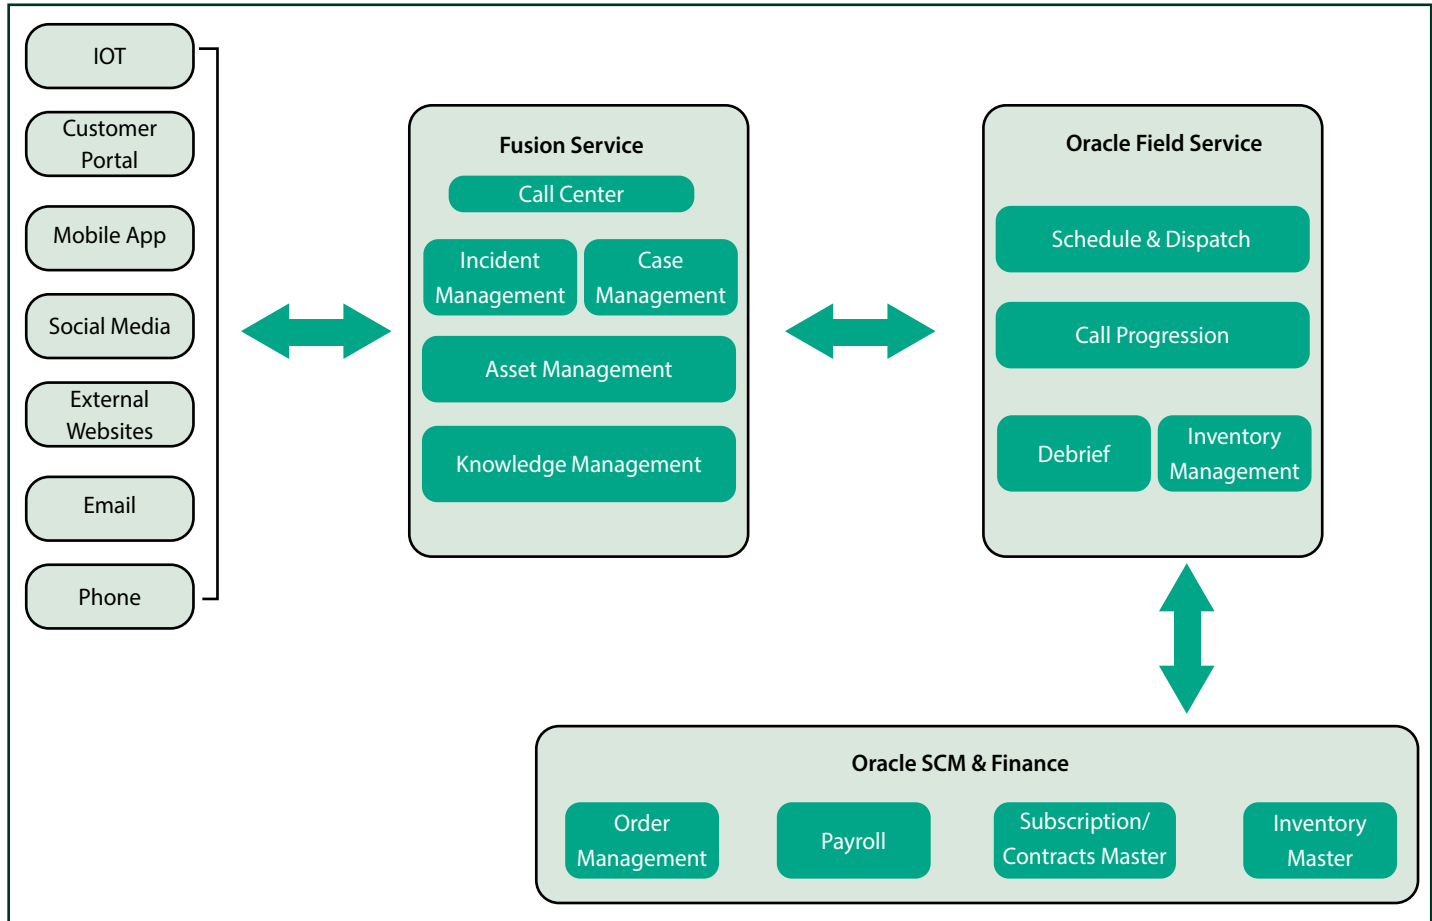 IOT
Customer
Portal
Mobile App
Social Media
External
Websites
Email
Phone
Fusion Service
Call Center
Incident
Management
Case
Management
Asset Management
Knowledge Management
Oracle Field Service
Schedule & Dispatch
Call Progression
Debrief
Inventory
Management
Oracle SCM & Finance
Order
Management
Payroll
Subscription/
Contracts Master
Inventory
Master